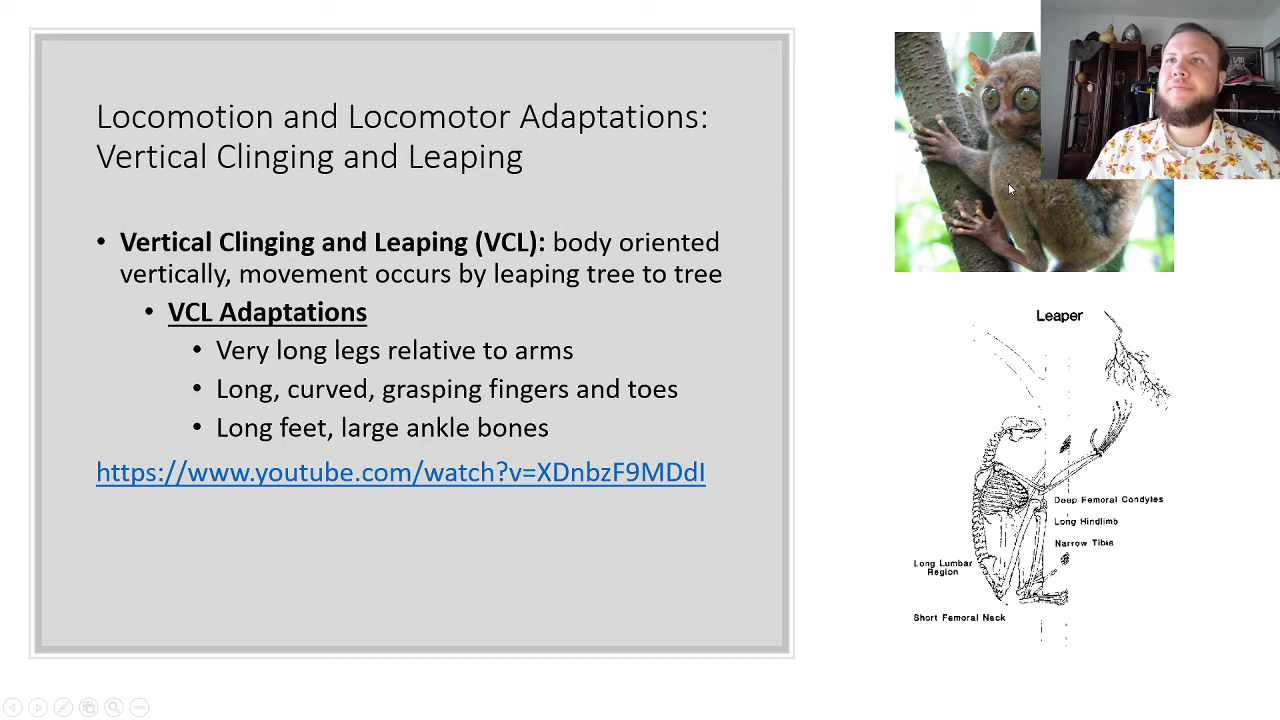 Locomotion and Locomotor Adaptations:
Vertical Clinging and Leaping
• Vertical Clinging and Leaping (VCL): body oriented
vertically, movement occurs by leaping tree to tree
• VCL Adaptations
• Very long legs relative to arms
• Long, curved, grasping fingers and toes
• Long feet, large ankle bones
https://www.youtube.com/watch?v=XDnbzF9MDdI
Leaper
Deep Femoral Condyles
Long Hindlimb
Narrow Tibia
Long Lumbar
Region
Short Femoral Neck